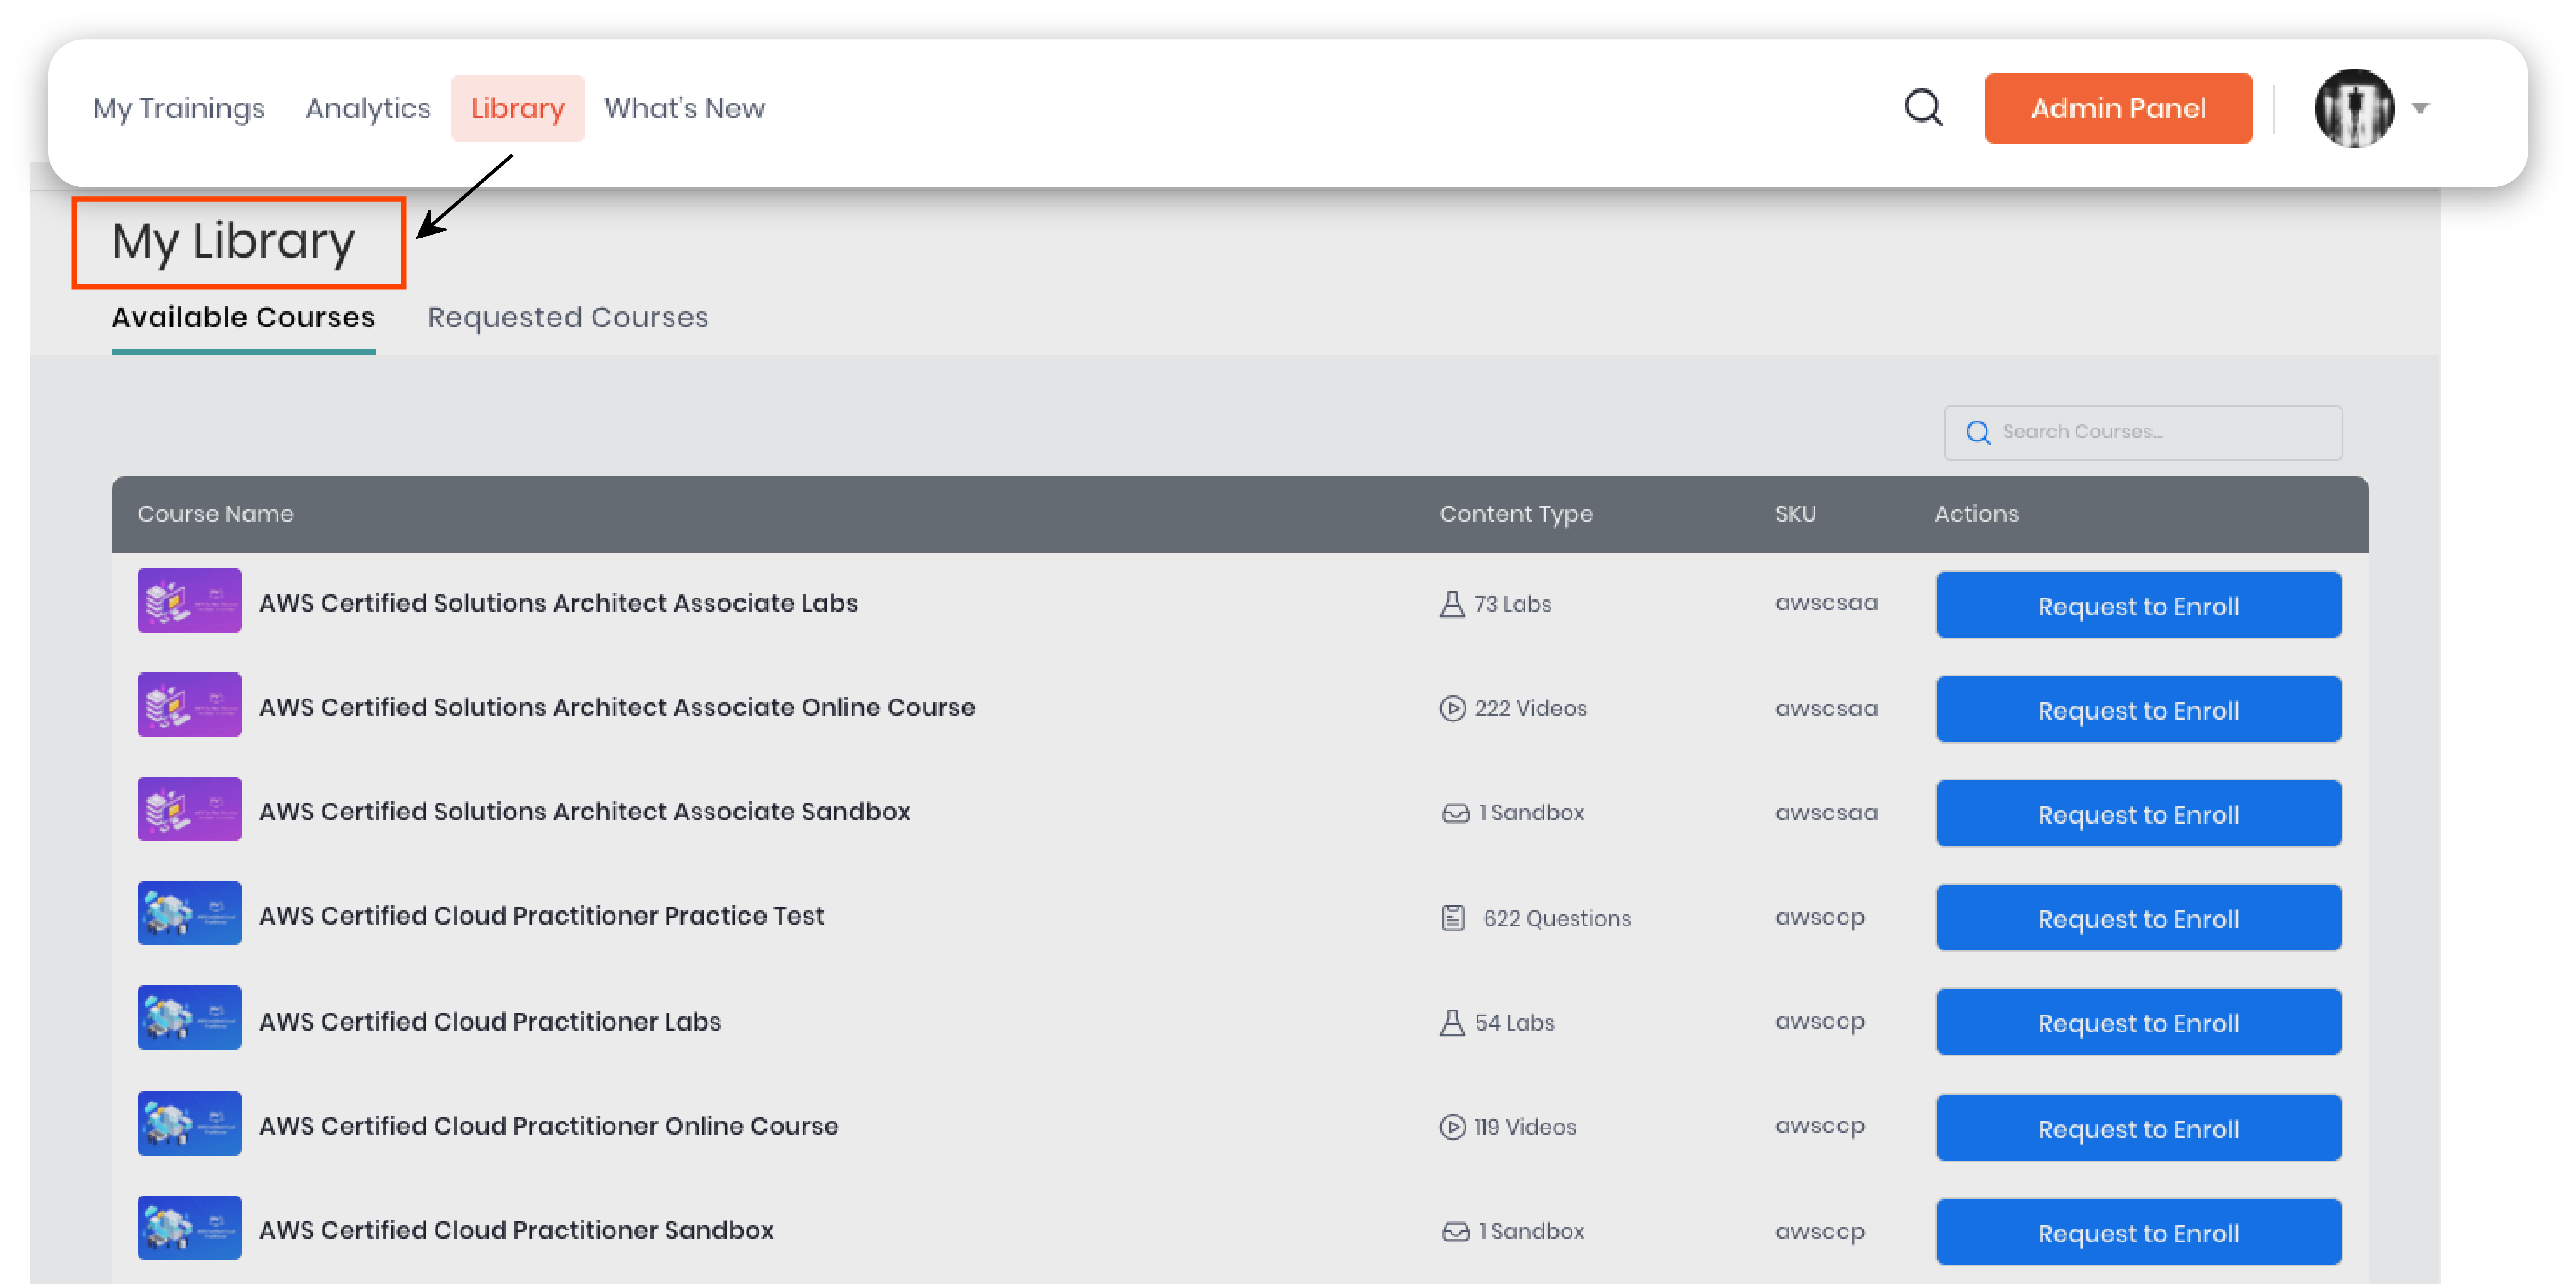 My Trainings Analytics Library What's New Admin Panel
My Library
Available Courses Requested Courses
Search Courses...
Course Name Content Type SKU Actions
AWS Certified Solutions Architect Associate Labs 73 Labs awscsaa Request to Enroll
AWS Certified Solutions Architect Associate Online Course 222 Videos awscsaa Request to Enroll
AWS Certified Solutions Architect Associate Sandbox 1 Sandbox awscsaa Request to Enroll
AWS Certified Cloud Practitioner Practice Test 622 Questions awsccp Request to Enroll
AWS Certified Cloud Practitioner Labs 54 Labs awsccp Request to Enroll
AWS Certified Cloud Practitioner Online Course 119 Videos awsccp Request to Enroll
AWS Certified Cloud Practitioner Sandbox 1 Sandbox awsccp Request to Enroll